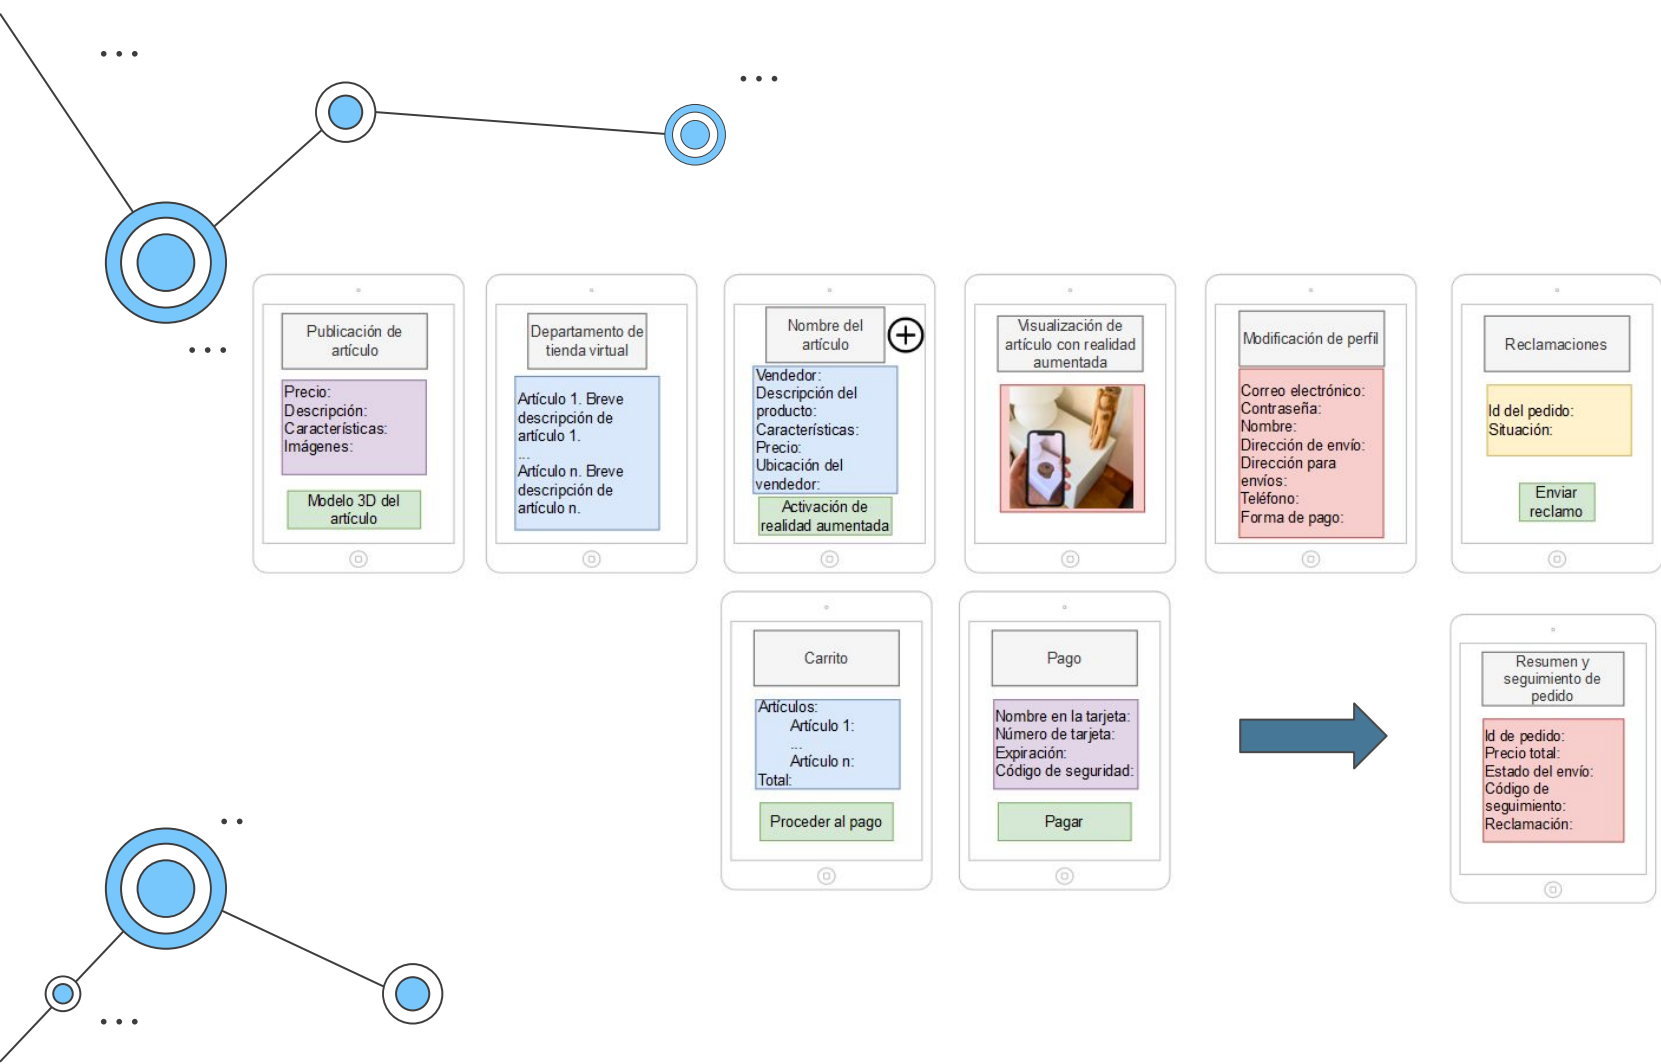 Publicación de
artículo
Precio:
Descripción:
Características:
Imágenes:
Modelo 3D del
artículo
Departamento de
tienda virtual
Artículo 1. Breve
descripción de
artículo 1.
...
Artículo n. Breve
descripción de
artículo n.
Nombre del
artículo
Vendedor:
Descripción del
producto:
Características:
Precio:
Ubicación del
vendedor:
Activación de
realidad aumentada
Visualización de
artículo con realidad
aumentada
Modificación de perfil
Correo electrónico:
Contraseña:
Nombre:
Dirección de envío:
Dirección para
envíos:
Teléfono:
Forma de pago:
Reclamaciones
Id del pedido:
Situación:
Enviar
reclamo
Carrito
Artículos:
Artículo 1:
...
Artículo n:
Total:
Proceder al pago
Pago
Nombre en la tarjeta:
Número de tarjeta:
Expiración:
Código de seguridad:
Pagar
Resumen y
seguimiento de
pedido
Id de pedido:
Precio total:
Estado del envío:
Código de
seguimiento:
Reclamación: